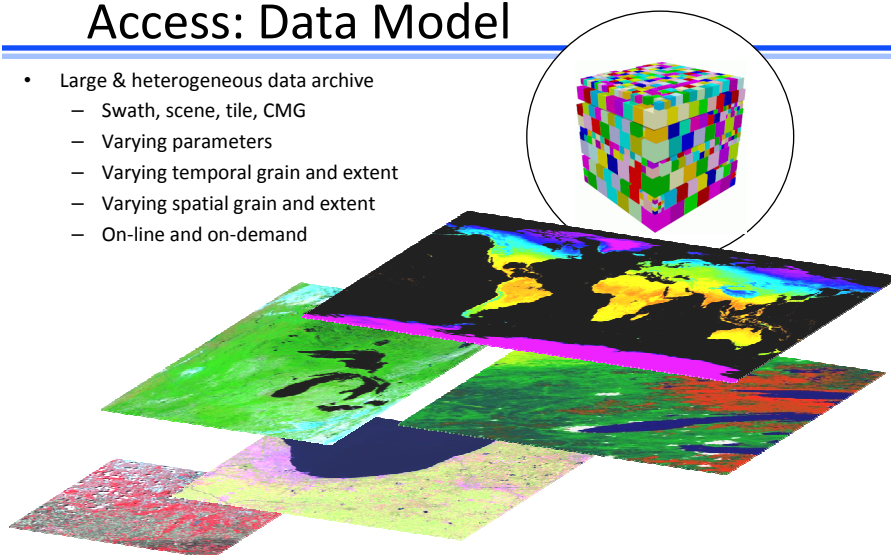 Access: Data Model
• Large & heterogeneous data archive
– Swath, scene, tile, CMG
– Varying parameters
– Varying temporal grain and extent
– Varying spatial grain and extent
– On-line and on-demand